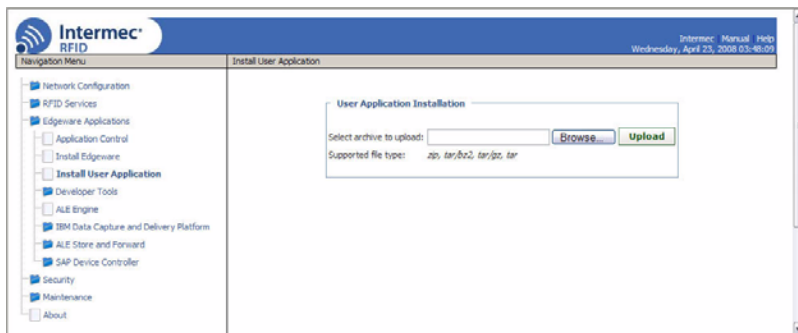 Intermec
RFID
Intermec | Manual | Help
Wednesday, April 23, 2008 03:48:09
Navigation Menu
Install User Application
Network Configuration
RFID Services
Edgeware Applications
Application Control
Install Edgeware
Install User Application
Developer Tools
ALE Engine
IBM Data Capture and Delivery Platform
ALE Store and Forward
SAP Device Controller
Security
Maintenance
About
User Application Installation
Select archive to upload:
Browse...
Upload
Supported file type: zip, tar/bz2, tar/gz, tar